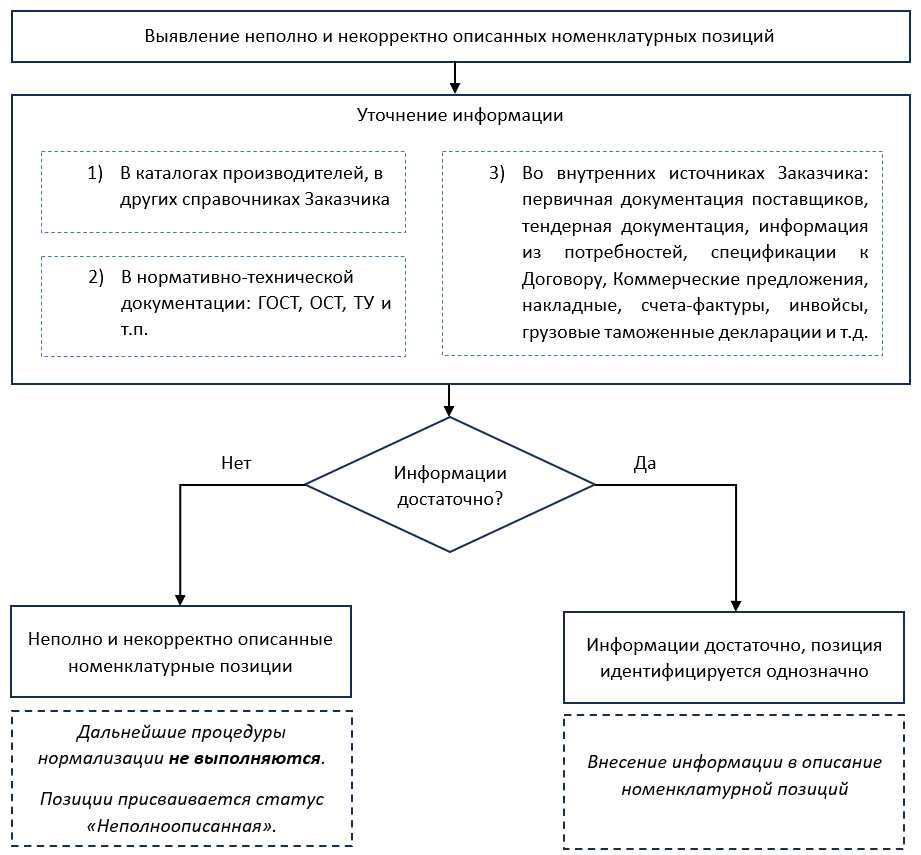 Выявление неполно и некорректно описанных номенклатурных позиций
Уточнение информации
1) В каталогах производителей, в
других справочниках Заказчика
2) В нормативно-технической
документации: ГОСТ, ОСТ, ТУ и
т.п.
3) Во внутренних источниках Заказчика:
первичная документация поставщиков,
тендерная документация, информация
из потребностей, спецификации к
Договору, Коммерческие предложения,
накладные, счета-фактуры, инвойсы,
грузовые таможенные декларации и т.д.
Информации
достаточно?
Нет
Да
Неполно и некорректно описанные
номенклатурные позиции
Дальнейшие процедуры
нормализации не выполняются.
Позиции присваивается статус
«Неполноописанная».
Информации достаточно, позиция
идентифицируется однозначно
Внесение информации в описание
номенклатурной позиций